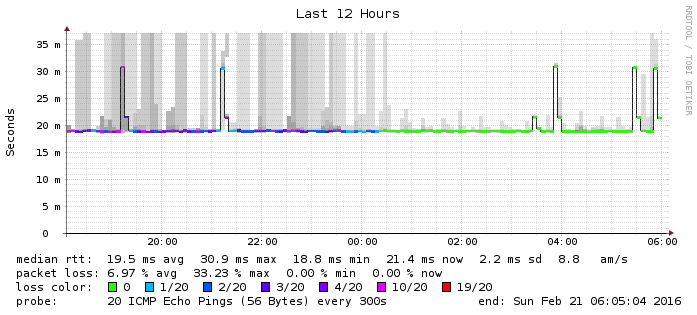 Last 12 Hours
RRDTOOL / TOBI OETIKER
Seconds
35 m
30 m
25 m
20 m
15 m
10 m
5 m
0
20:00 22:00 00:00 02:00 04:00 06:00
median rtt: 19.5 ms avg 30.9 ms max 18.8 ms min 21.4 ms now 2.2 ms sd 8.8 am/s
packet loss: 6.97 % avg 33.23 % max 0.00 % min 0.00 % now
loss color: 0 1/20 2/20 3/20 4/20 10/20 19/20
probe: 20 ICMP Echo Pings (56 Bytes) every 300s end: Sun Feb 21 06:05:04 2016